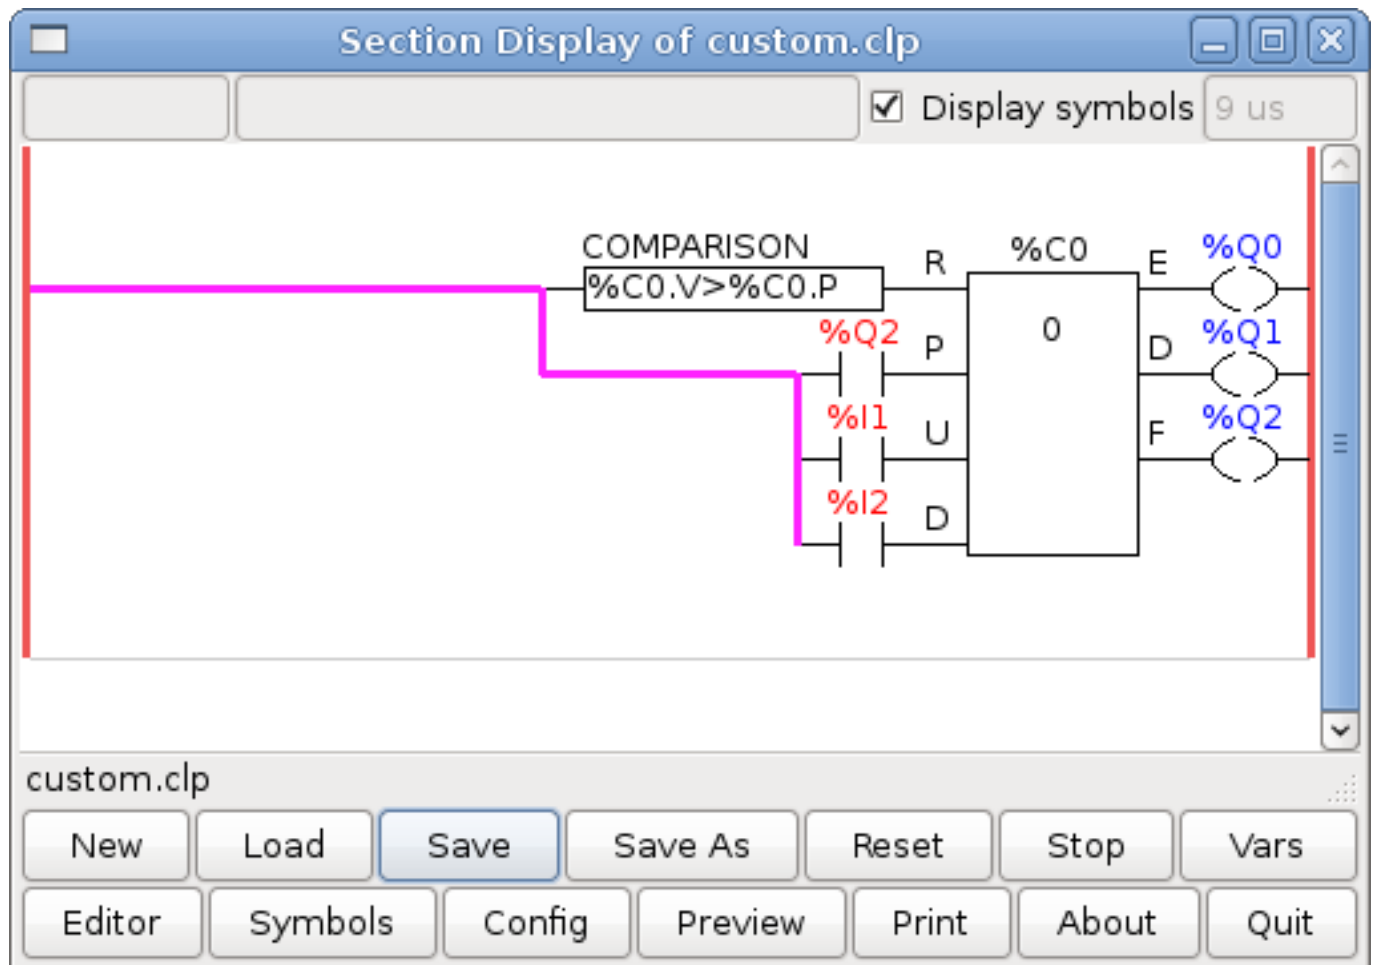 Section Display of custom.clp
Display symbols 9 us
COMPARISON R %C0 E %Q0
%C0.V>%C0.P
%Q2 P 0 D %Q1
%I1 U F %Q2
%I2 D
custom.clp
New Load Save Save As Reset Stop Vars
Editor Symbols Config Preview Print About Quit